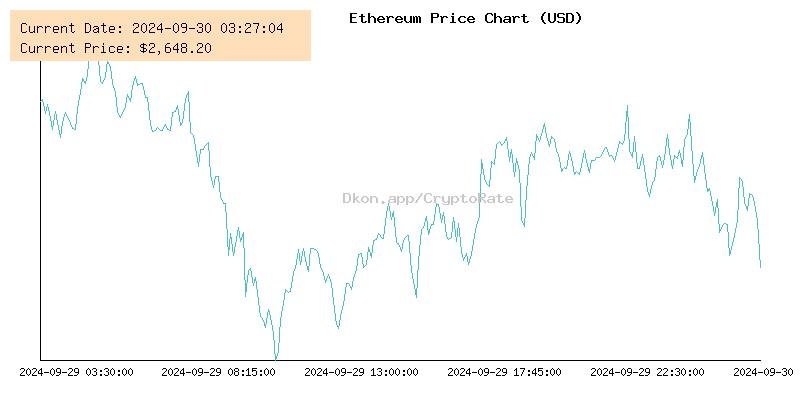 Ethereum Price Chart (USD)
Current Date: 2024-09-30 03:27:04
Current Price: $2,648.20
Dkon.app/CryptoRate
2024-09-29 03:30:00
2024-09-29 08:15:00
2024-09-29 13:00:00
2024-09-29 17:45:00
2024-09-29 22:30:00
2024-09-30